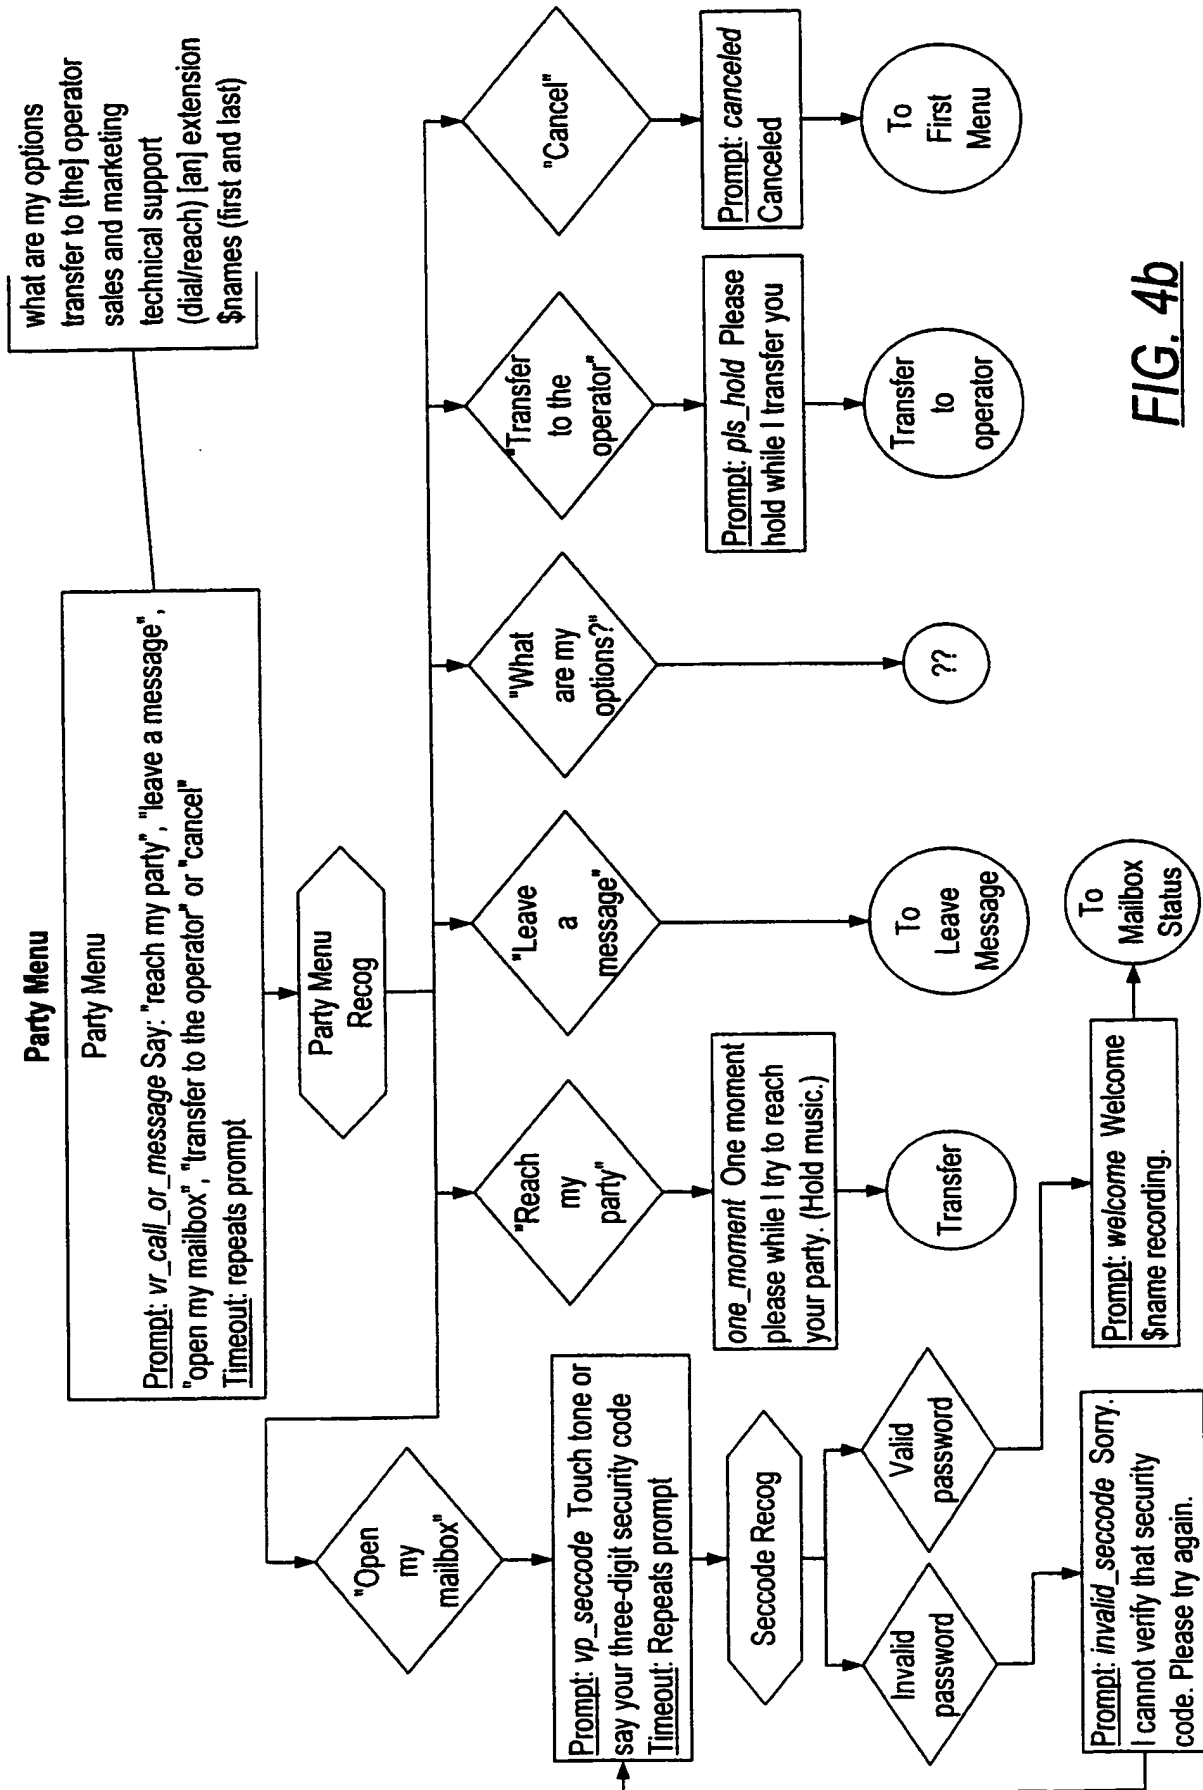 Party Menu
Party Menu
Prompt: vr_call_or_message Say: "reach my party", "leave a message",
"open my mailbox", "transfer to the operator" or "cancel"
Timeout: repeats prompt
what are my options
transfer to [the] operator
sales and marketing
technical support
(dial/reach) [an] extension
$names (first and last)
Party Menu
Recog
"Open
my
mailbox"
"Reach
my
party"
"Leave
a
message"
"What
are my
options?"
"Transfer
to the
operator"
"Cancel"
Prompt: vp_seccode Touch tone or
say your three-digit security code
Timeout: Repeats prompt
one_moment One moment
please while I try to reach
your party. (Hold music.)
Prompt: pls_hold Please
hold while I transfer you
Prompt: canceled
Canceled
Seccode Recog
Transfer
To
Leave
Message
??
Transfer
to
operator
To
First
Menu
Invalid
password
Valid
password
Prompt: invalid_seccode Sorry.
I cannot verify that security
code. Please try again.
Prompt: welcome Welcome
$name recording.
To
Mailbox
Status
FIG. 4b